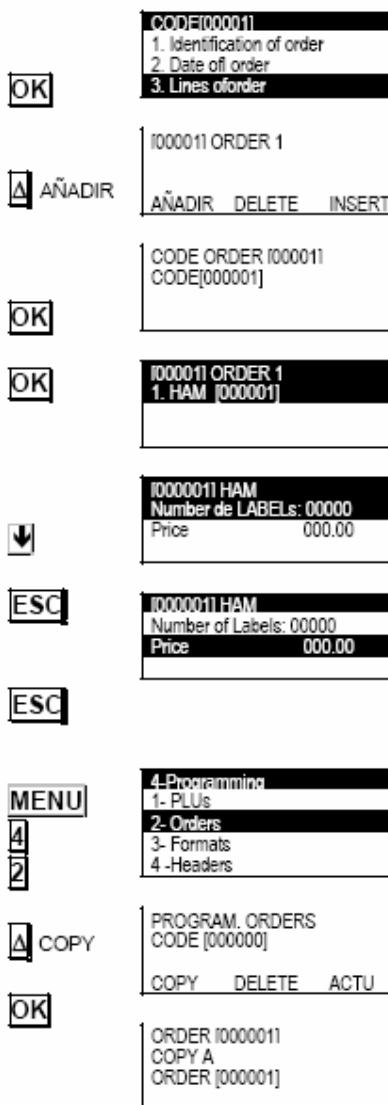 CODE[00001]
1. Identification of order
2. Date ofl order
OK
3. Lines oforder
[00001] ORDER 1
Δ AÑADIR
AÑADIR DELETE INSERT
CODE ORDER [00001]
CODE[000001]
OK
OK
[00001] ORDER 1
1. HAM [000001]
[000001] HAM
Number de LABELs: 00000
↓
Price 000.00
ESC
[000001] HAM
Number of Labels: 00000
Price 000.00
ESC
MENU
4
2
4-Programming
1- PLUs
2- Orders
3- Formats
4 -Headers
Δ COPY
PROGRAM. ORDERS
CODE [000000]
COPY DELETE ACTU
OK
ORDER [000001]
COPY A
ORDER [000001]